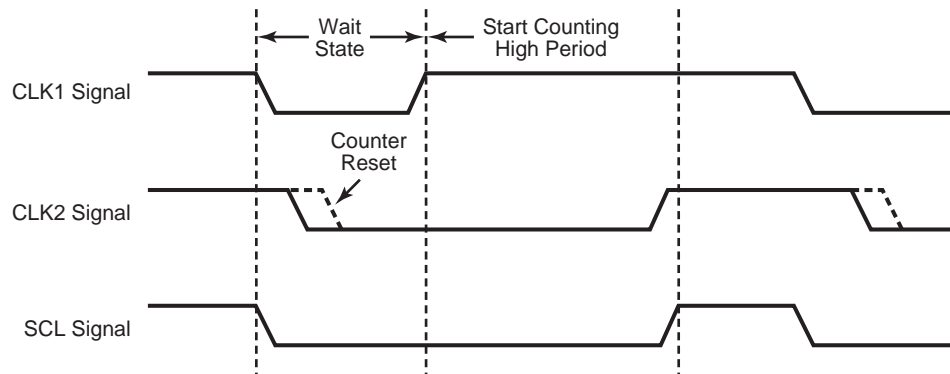 Wait
State
Start Counting
High Period
CLK1 Signal
Counter
Reset
CLK2 Signal
SCL Signal